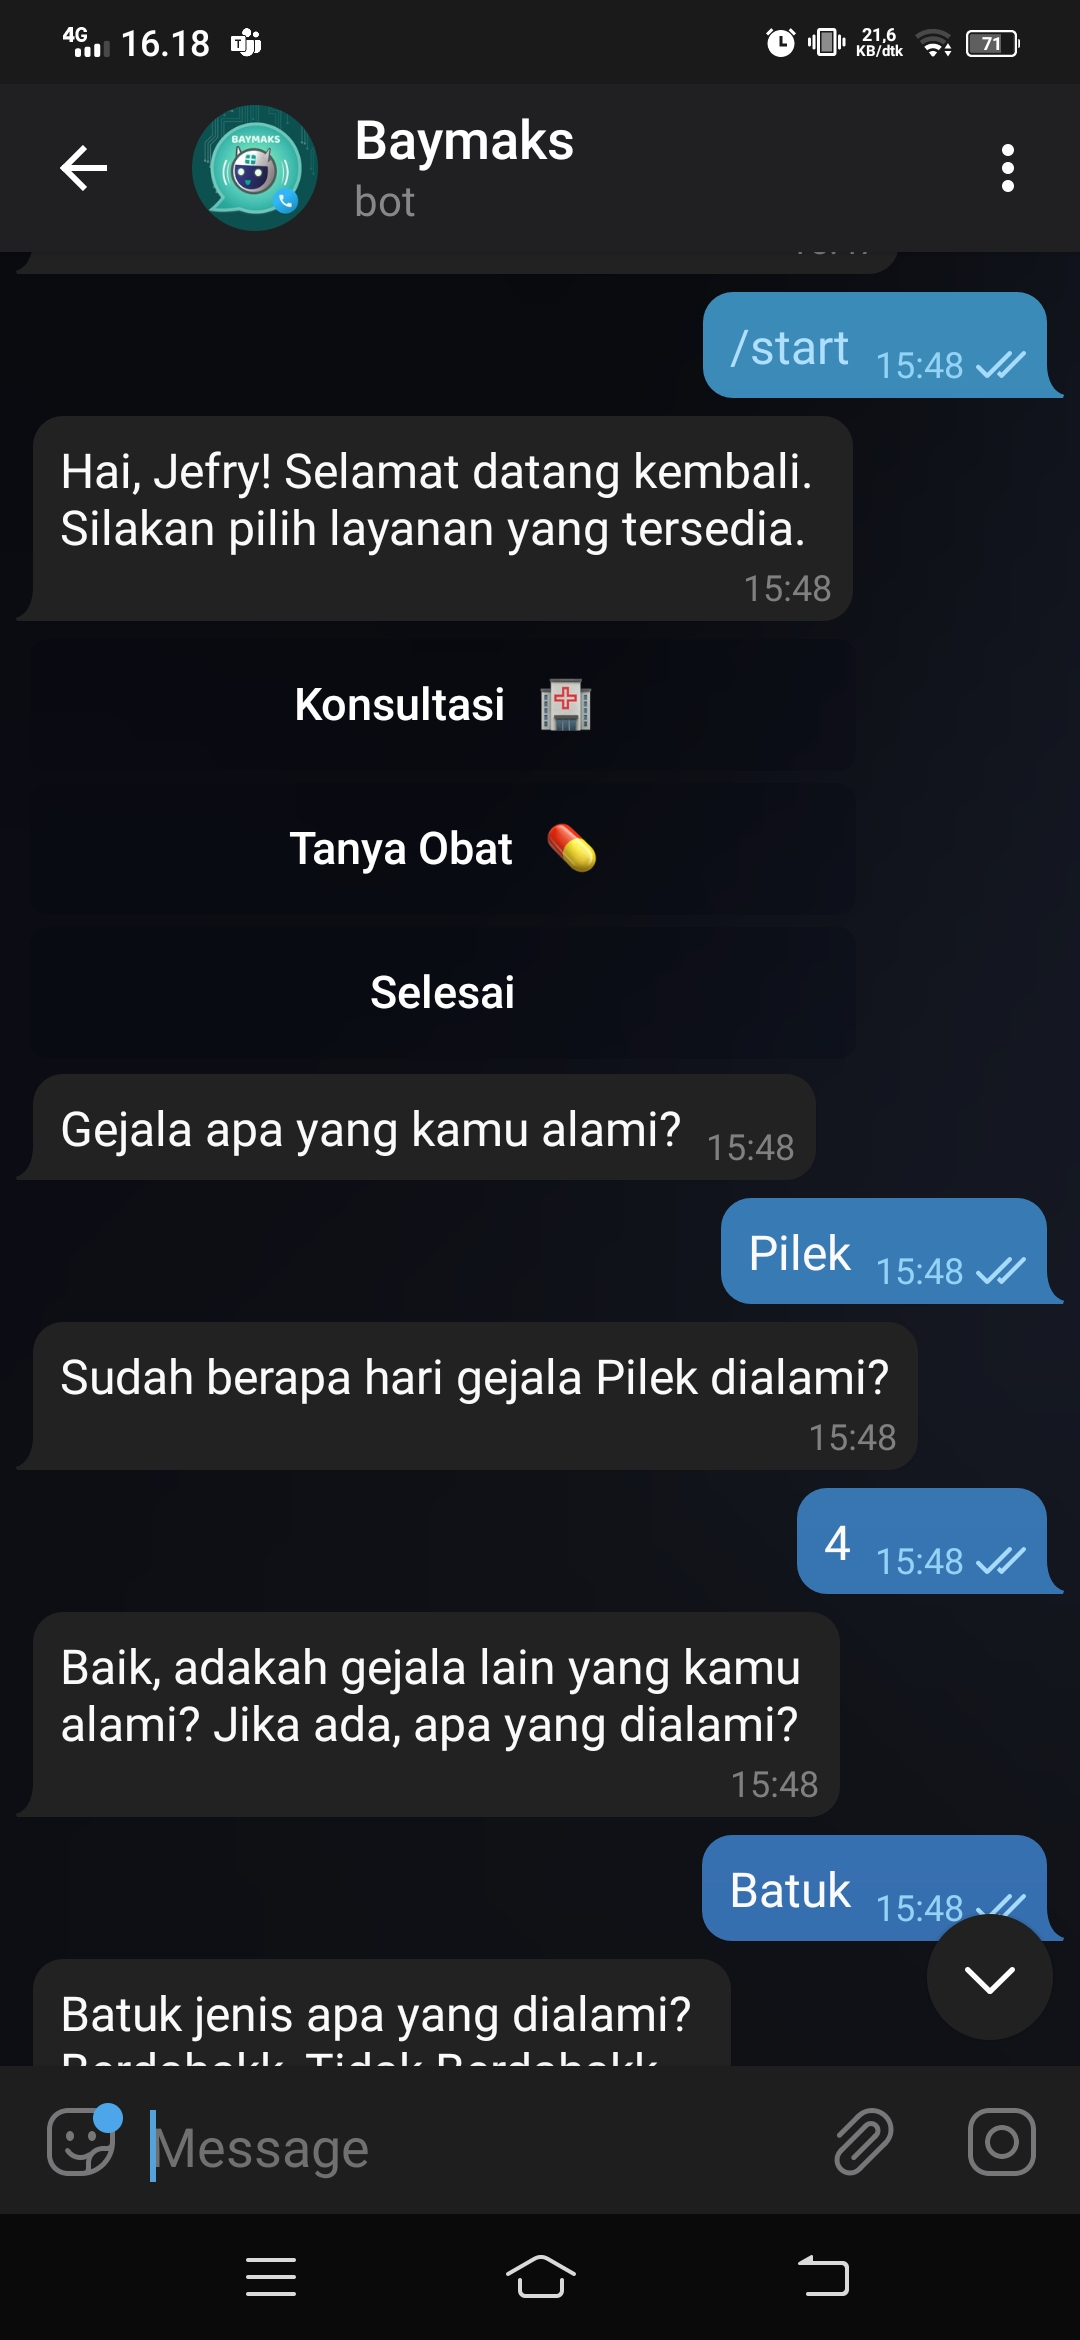 4G 16.18 21,6 KB/dtk 71
BAYMAKS
Baymaks
bot
/start 15:48
Hai, Jefry! Selamat datang kembali.
Silakan pilih layanan yang tersedia.
15:48
Konsultasi
Tanya Obat
Selesai
Gejala apa yang kamu alami? 15:48
Pilek 15:48
Sudah berapa hari gejala Pilek dialami?
15:48
4 15:48
Baik, adakah gejala lain yang kamu
alami? Jika ada, apa yang dialami?
15:48
Batuk 15:48
Batuk jenis apa yang dialami?
Message